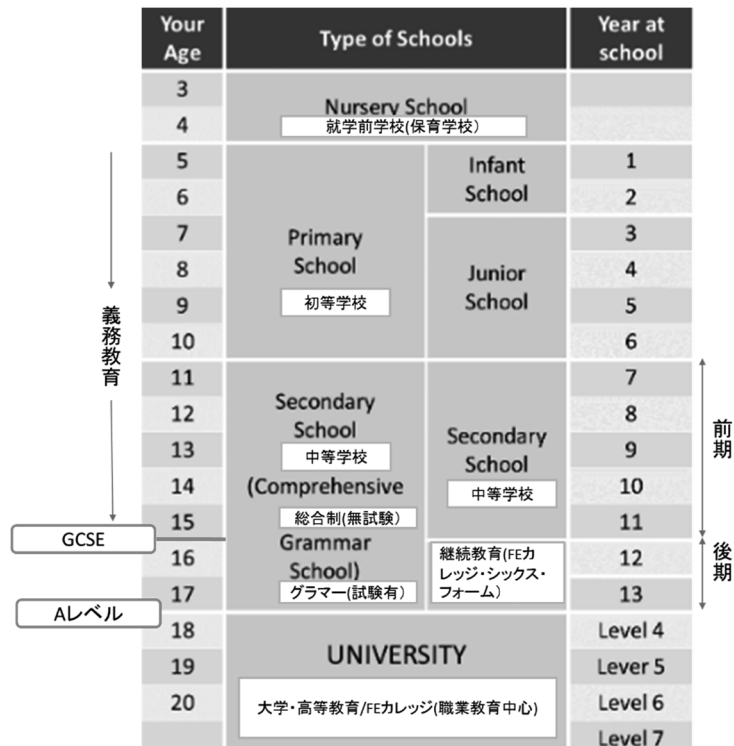 Your
Age
Type of Schools
Year at
school
3
Nursery School
4
就学前学校(保育学校)
5
Infant
School
1
6
2
7
Primary
School
3
8
Junior
School
4
9
初等学校
5
10
6
義務教育
11
Secondary
School
7
12
8
前期
13
中等学校
Secondary
School
9
14
(Comprehensive
中等学校
10
15
総合制(無試験)
11
GCSE
Grammar
School)
16
継続教育(FEカ
レッジ・シックス・
フォーム)
12
後期
17
グラマー(試験有)
13
Aレベル
18
UNIVERSITY
Level 4
19
Lever 5
20
大学・高等教育/FEカレッジ(職業教育中心)
Level 6
Level 7